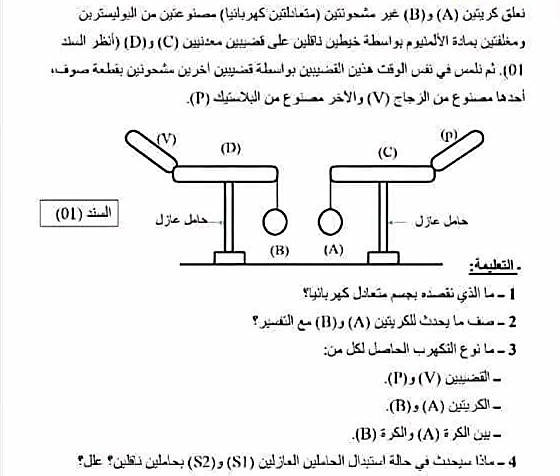 نعلق كريتين (A) و(B) غير مشحونتين (متعادلتين كهربائيا) مصنوعتين من البوليسترين
ومغلفتين بمادة الألمنيوم بواسطة خيطين ناقلين على قضيبين معدنيين (C) و(D) (أنظر السند
01). ثم نلمس في نفس الوقت هذين القضيبين بواسطة قضيبين آخرين مشحونين بقطعة صوف،
أحدها مصنوع من الزجاج (V) والآخر مصنوع من البلاستيك (P).
(V)
(D)
(C)
(p)
السند (01)
حامل عازل
(B)
(A)
حامل عازل
- التعليمة:
1 – ما الذي نقصده بجسم متعادل كهربائيا؟
2 – صف ما يحدث للكريتين (A) و(B) مع التفسير؟
3 – ما نوع التكهرب الحاصل لكل من:
– القضيبين (V) و(P).
– الكريتين (A) و(B).
– بين الكرة (A) والكرة (B).
4 – ماذا سيحدث في حالة استبدال الحاملين العازلين (S1) و(S2) بحاملين ناقلين؟ علل؟